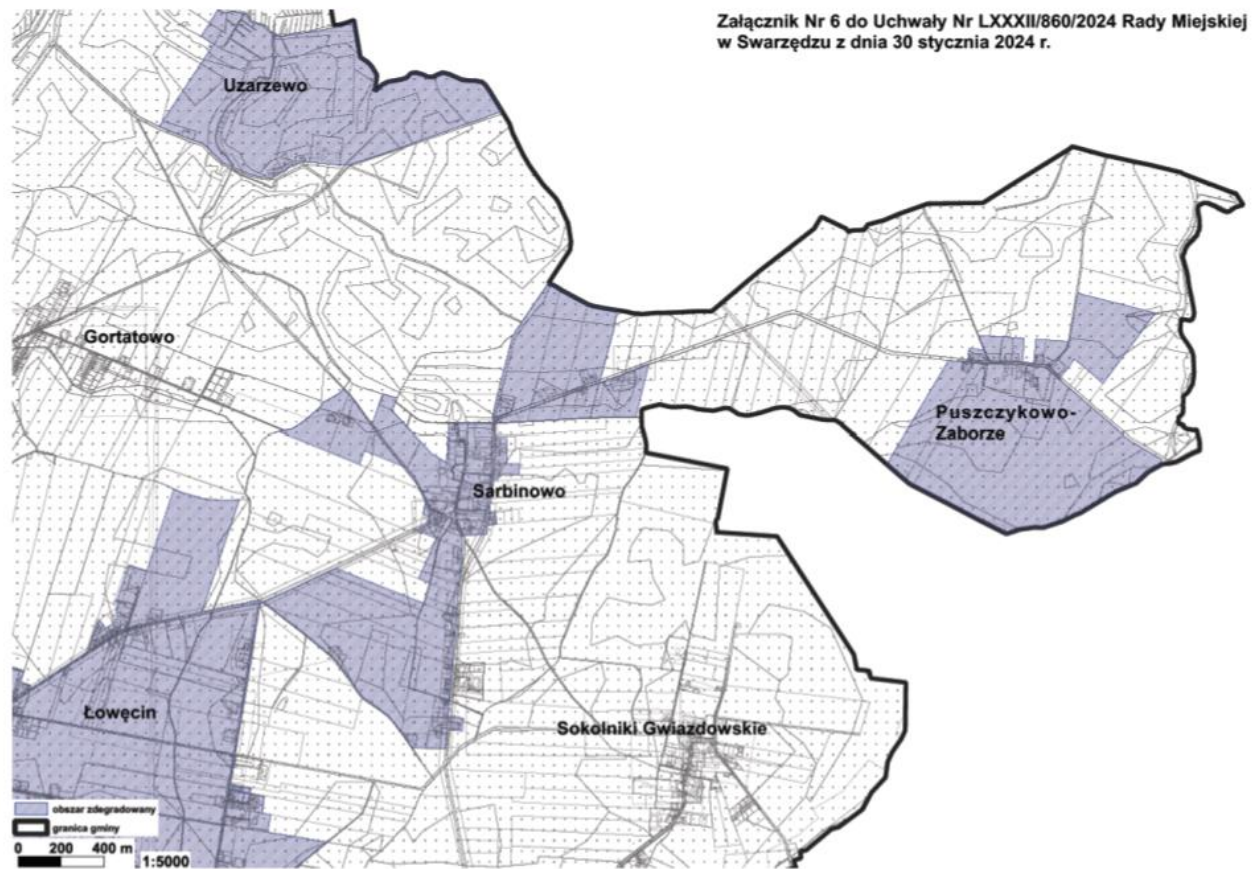 Załącznik Nr 6 do Uchwały Nr LXXXII/860/2024 Rady Miejskiej
w Swarzędzu z dnia 30 stycznia 2024 r.
Uzarzewo
Gortatowo
Puszczykowo-
Zaborze
Sarbinowo
Łowęcin
Sokolniki Gwiazdowskie
obszar zdegradowany
granica gminy
0 200 400 m
1:5000